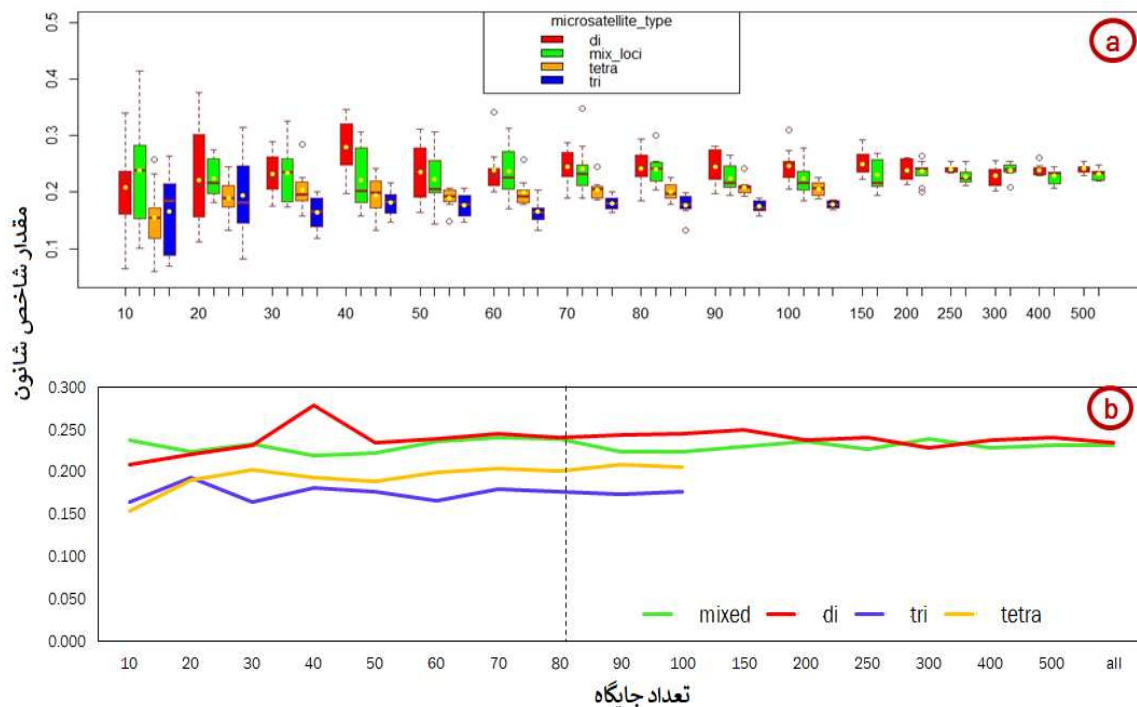 مقدار شاخص شانون
a
microsatellite_type
di
mix_loci
tetra
tri
0.5
0.4
0.3
0.2
0.1
10 20 30 40 50 60 70 80 90 100 150 200 250 300 400 500
b
0.300
0.250
0.200
0.150
0.100
0.050
0.000
mixed di tri tetra
10 20 30 40 50 60 70 80 90 100 150 200 250 300 400 500 all
تعداد جایگاه